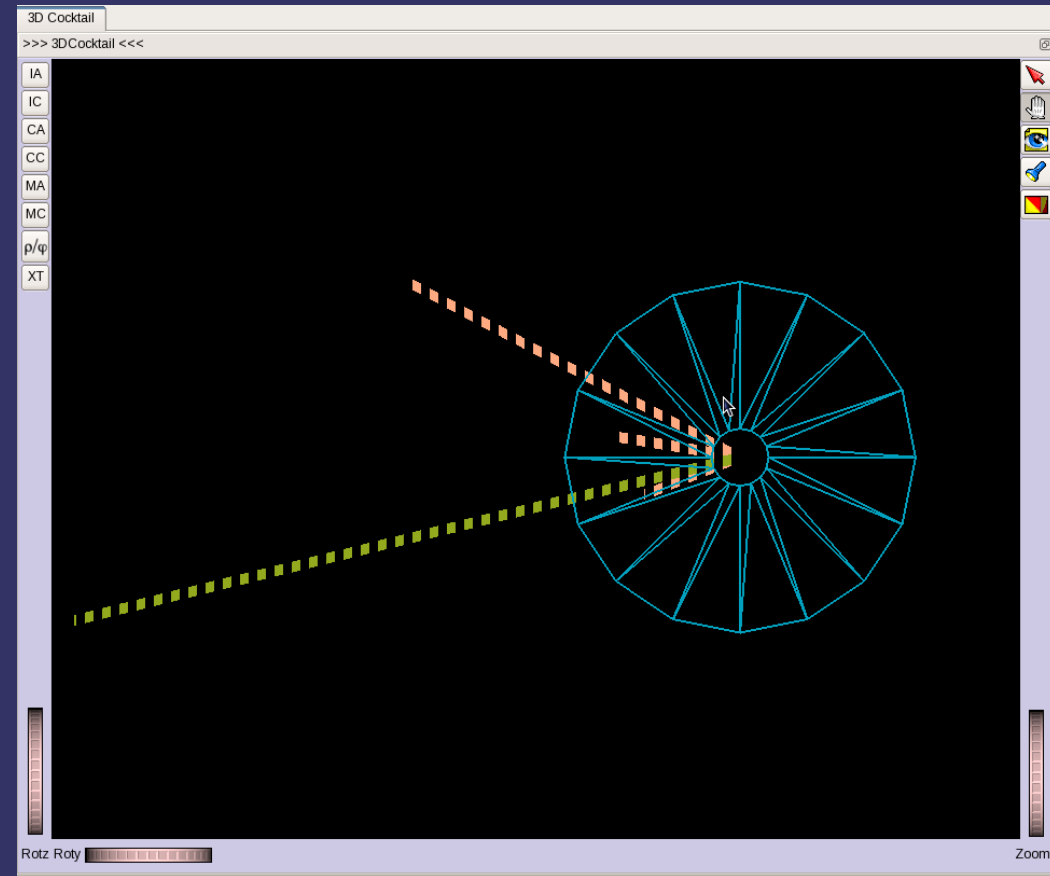 3D Cocktail
>>> 3DCocktail <<<
IA
IC
CA
CC
MA
MC
ρ/φ
XT
Rotz Roty
Zoom